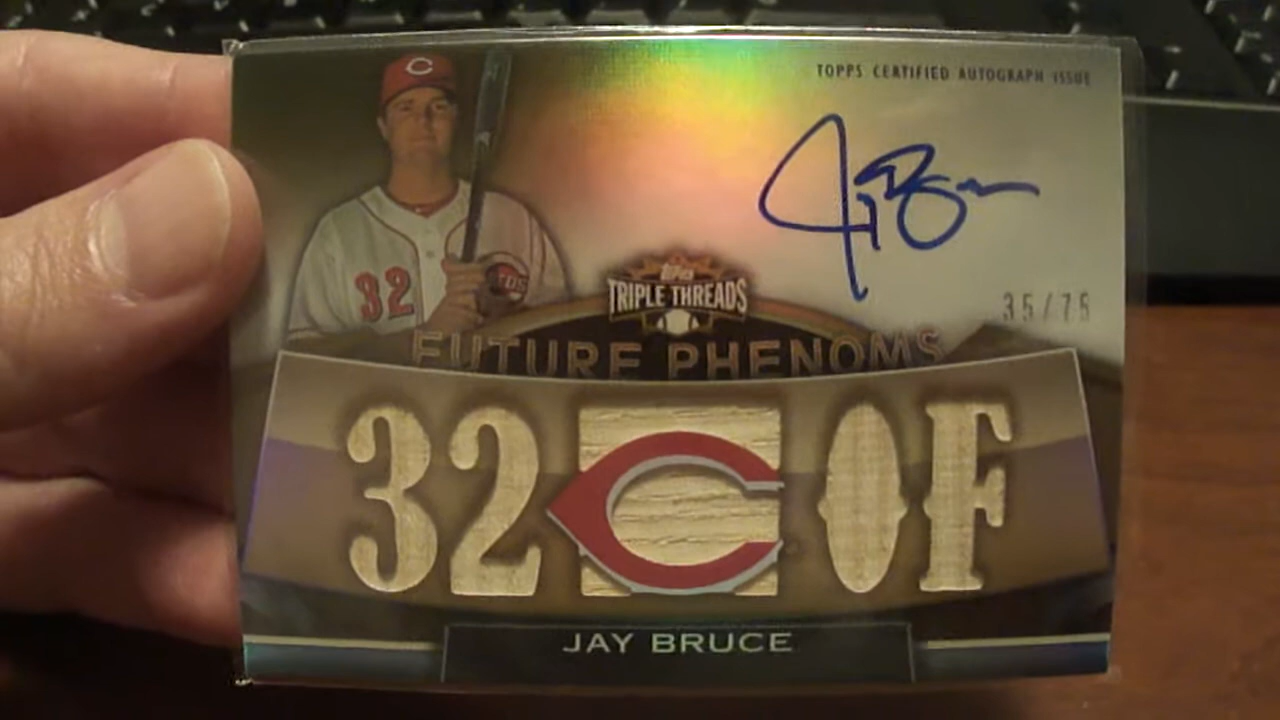 TOPPS CERTIFIED AUTOGRAPH ISSUE
C
32
Topps
TRIPLE THREADS
35/75
FUTURE PHENOMS
32 C OF
JAY BRUCE